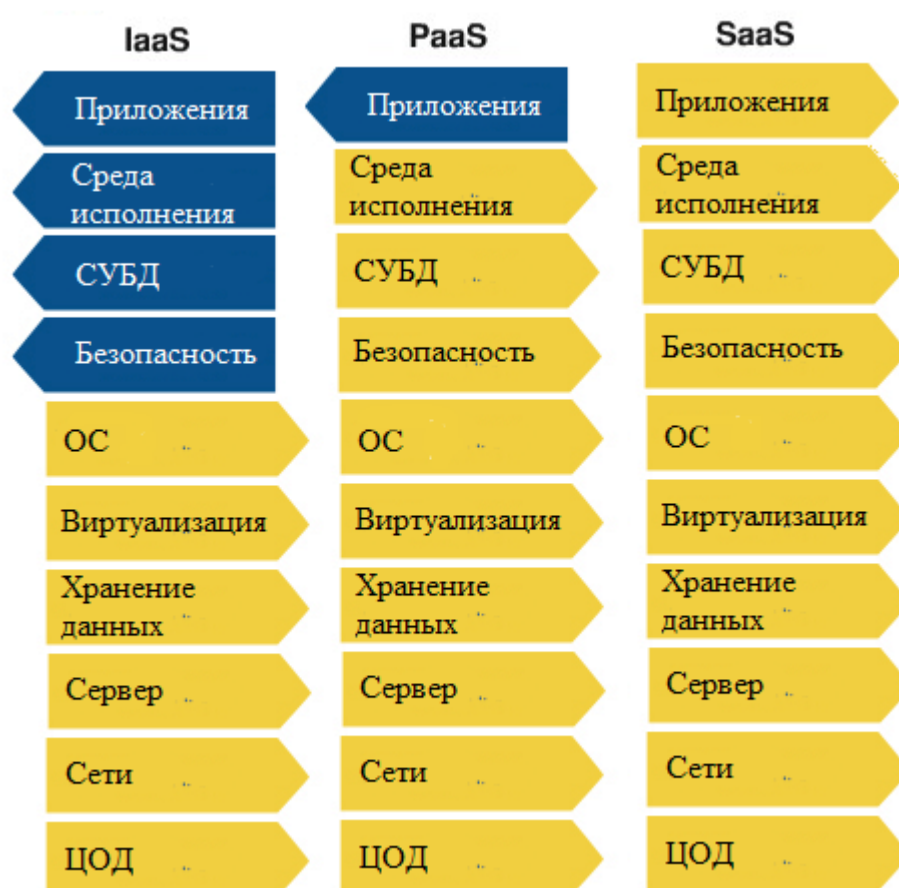 IaaS
Приложения
Среда
исполнения
СУБД
Безопасность
ОС
Виртуализация
Хранение
данных
Сервер
Сети
ЦОД
PaaS
Приложения
Среда
исполнения
СУБД
Безопасность
ОС
Виртуализация
Хранение
данных
Сервер
Сети
ЦОД
SaaS
Приложения
Среда
исполнения
СУБД
Безопасность
ОС
Виртуализация
Хранение
данных
Сервер
Сети
ЦОД